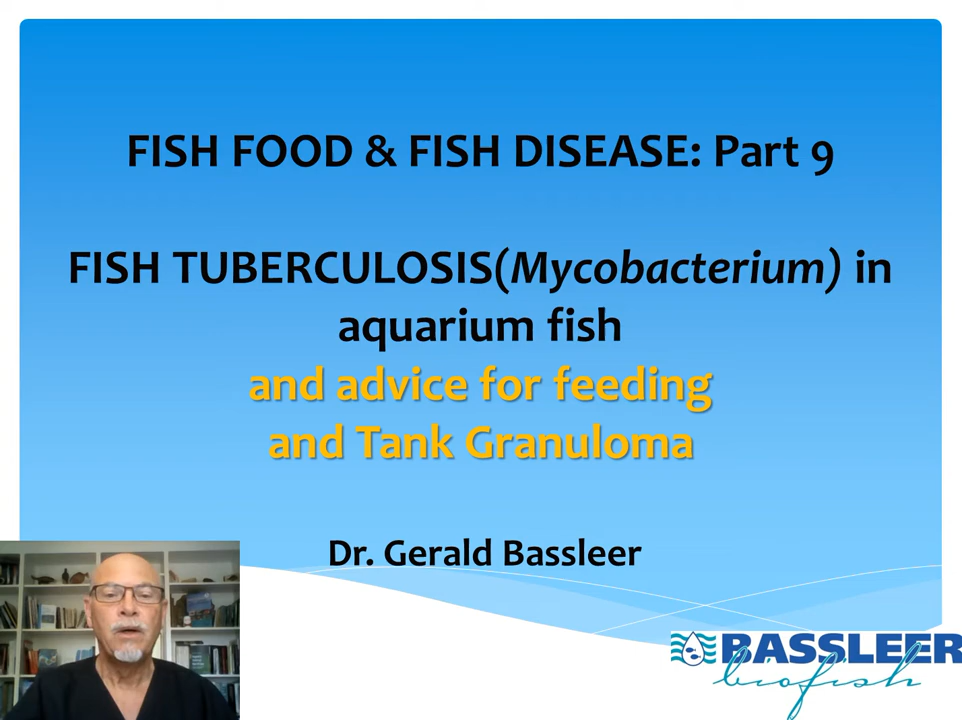 FISH FOOD & FISH DISEASE: Part 9
FISH TUBERCULOSIS(Mycobacterium) in
aquarium fish
and advice for feeding
and Tank Granuloma
Dr. Gerald Bassleer
BASSLEER
biofish